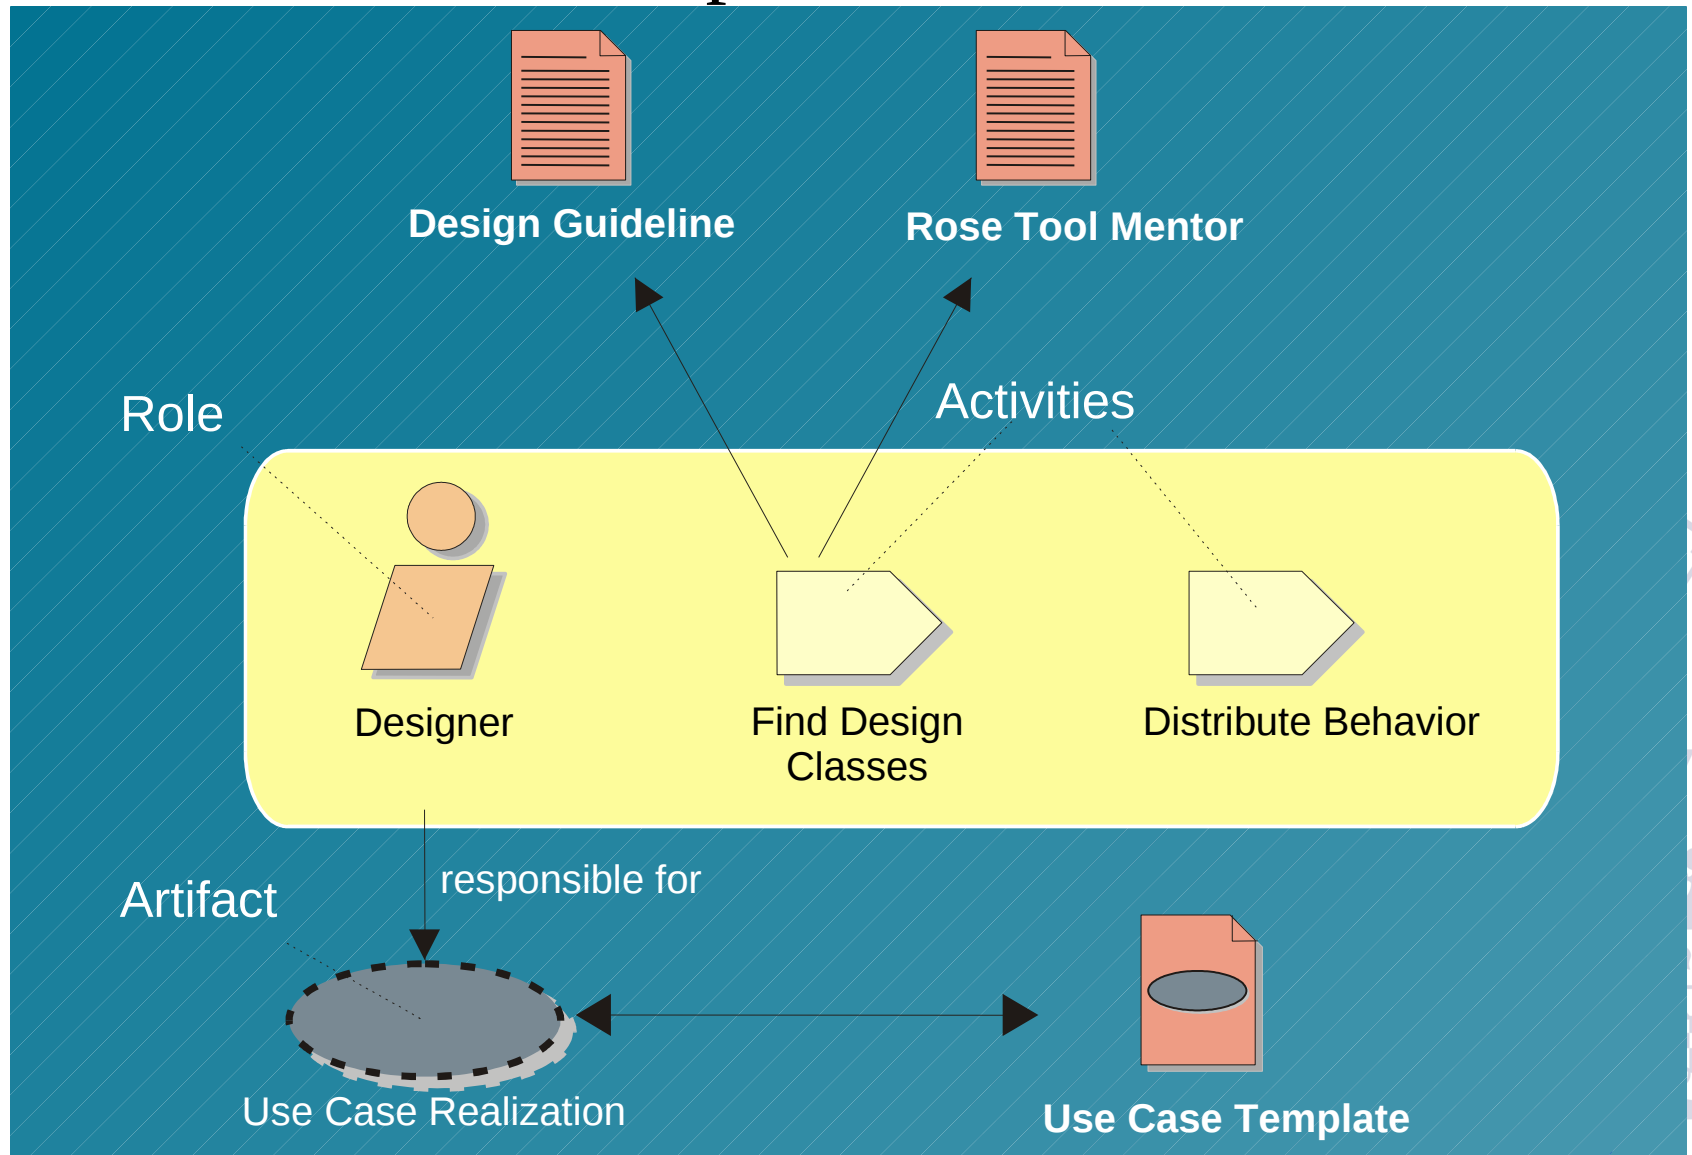 Design Guideline
Rose Tool Mentor
Role
Activities
Designer
Find Design
Classes
Distribute Behavior
responsible for
Artifact
Use Case Realization
Use Case Template